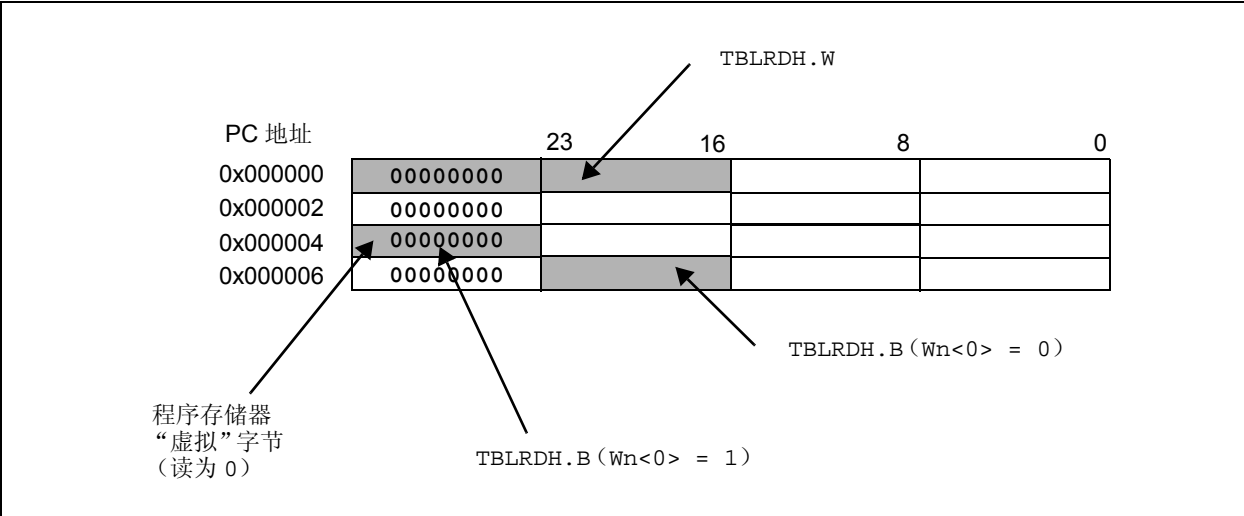 TBLRDH.W
PC 地址
23 16 8 0
0x000000 00000000
0x000002 00000000
0x000004 00000000
0x000006 00000000
TBLRDH.B（Wn<0> = 0）
程序存储器
“虚拟”字节
（读为 0）
TBLRDH.B（Wn<0> = 1）